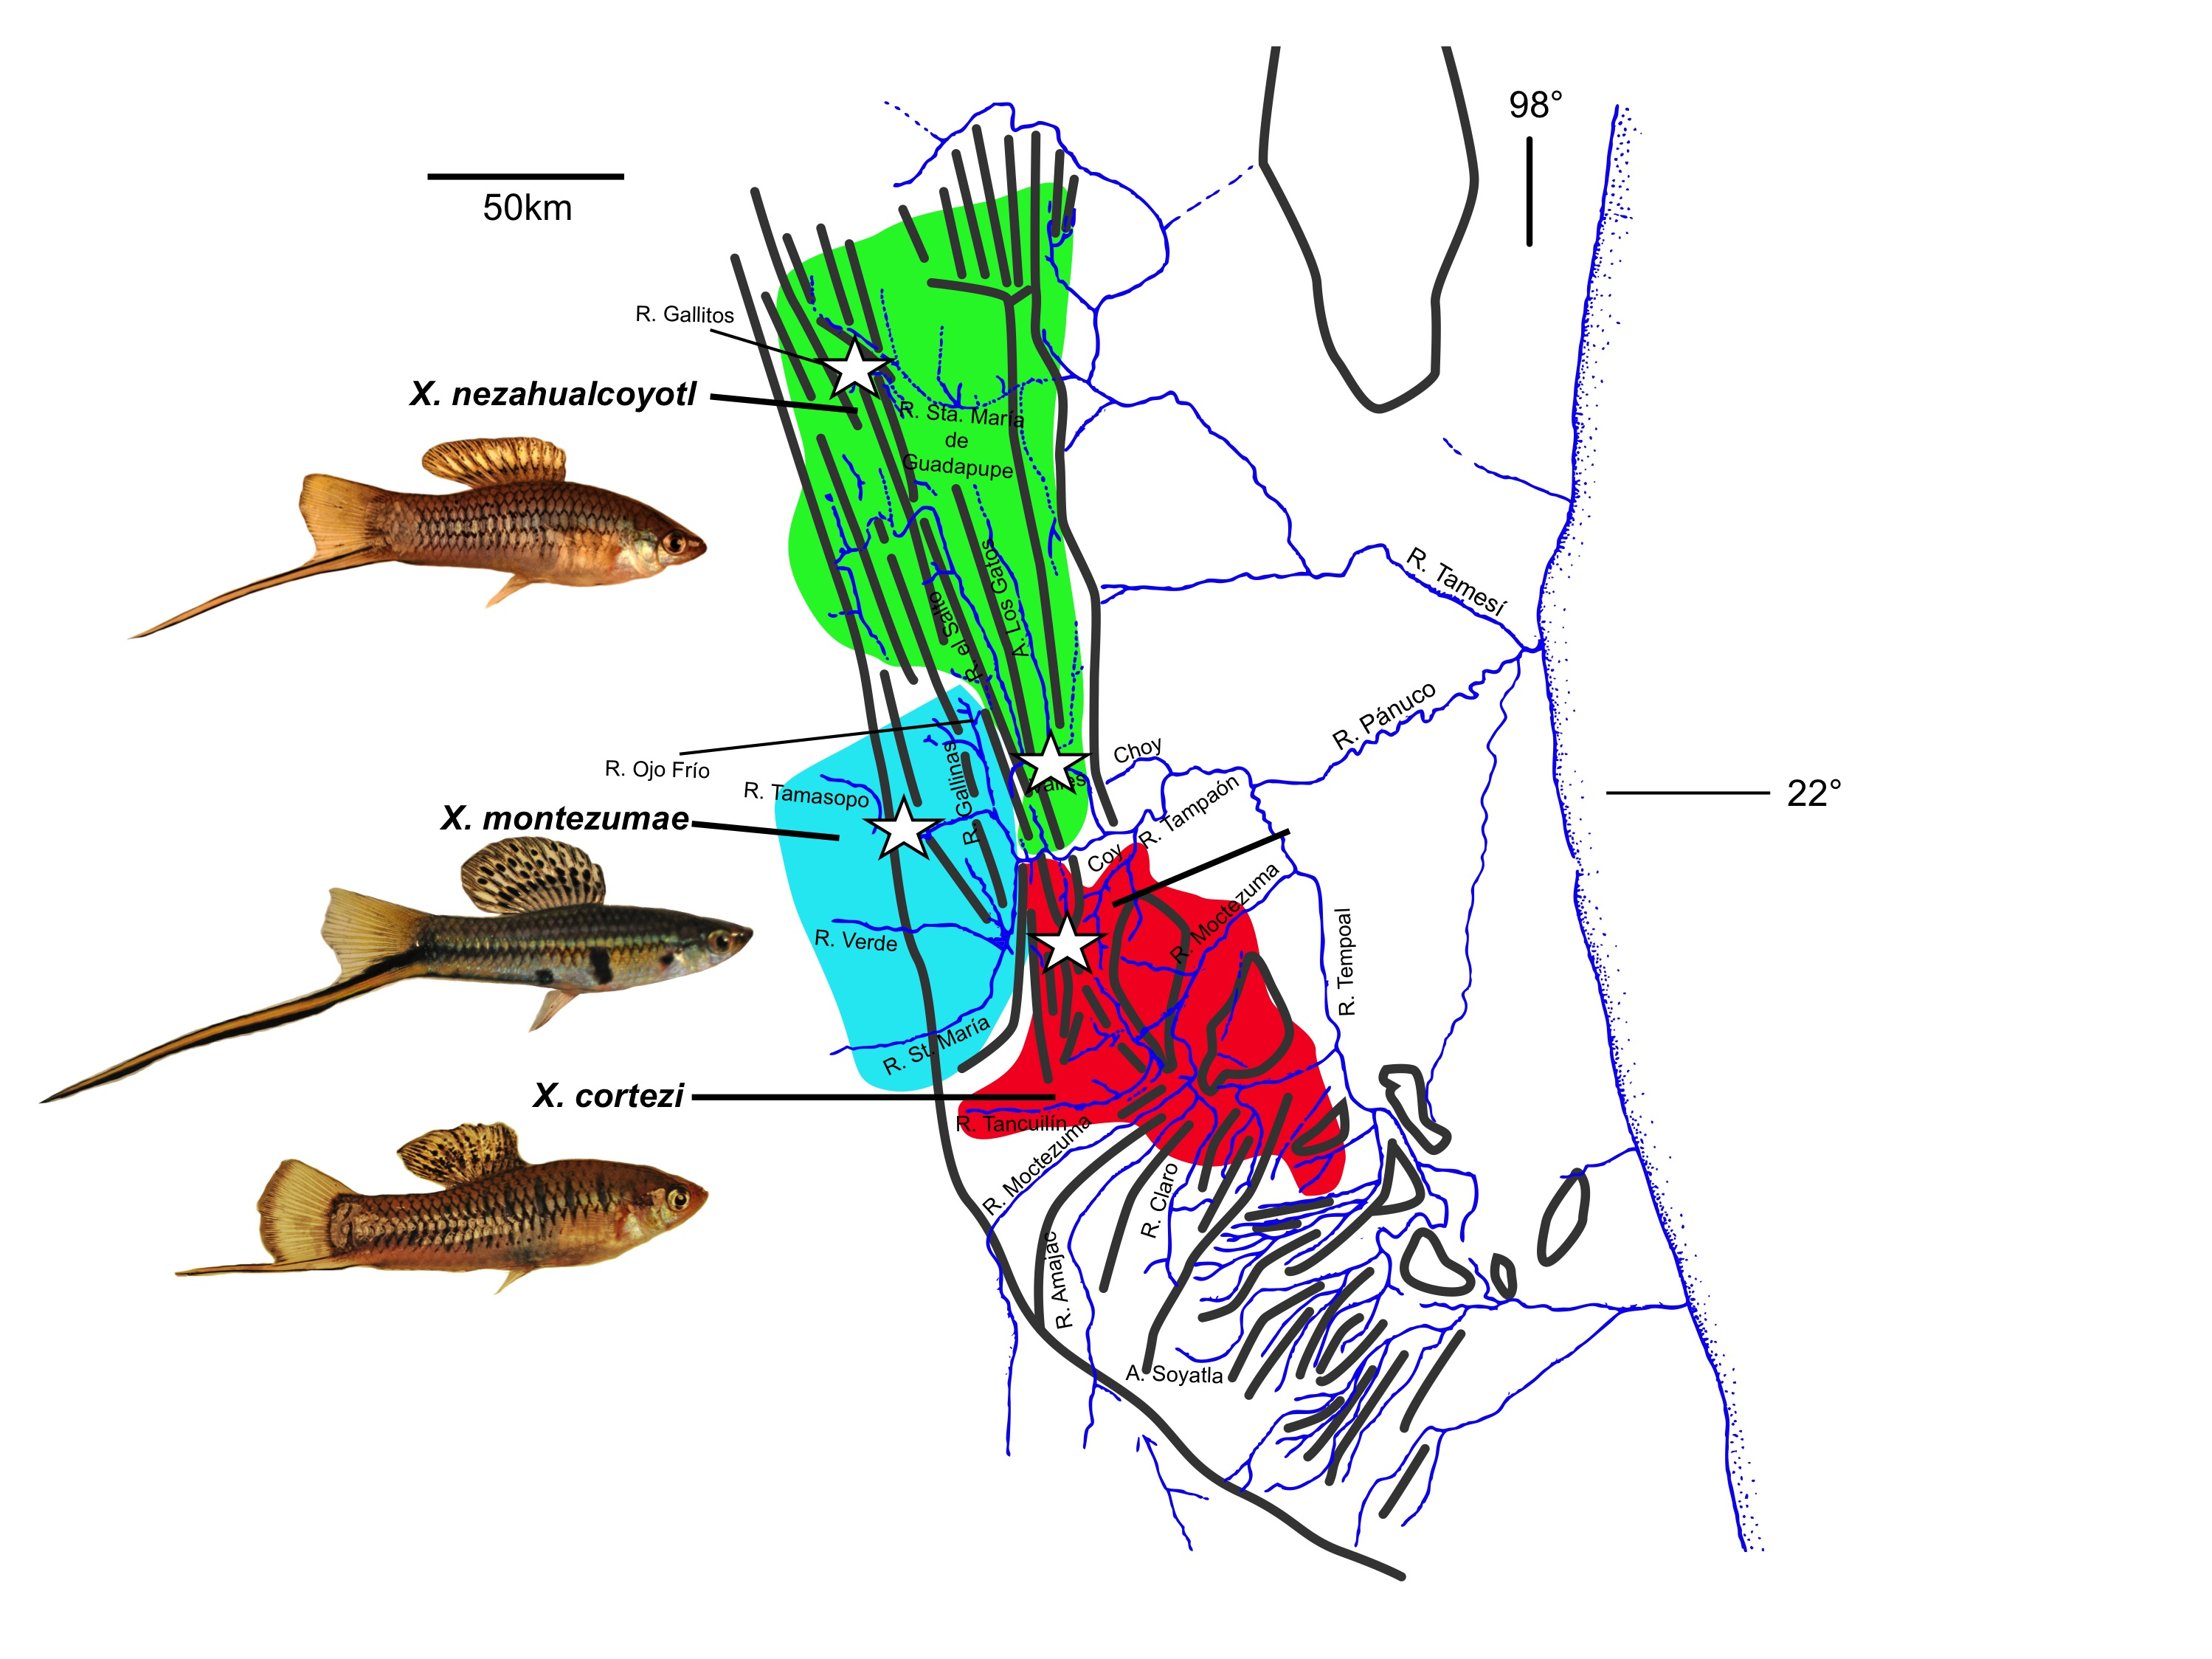 98°
50km
R. Gallitos
X. nezahualcoyotl
R. Sta. María
de
Guadapupe
R. Tamesí
A. Los Gatos
R. el Salto
R. Pánuco
Choy
R. Ojo Frío
R. Gallinas
Valles
R. Tamasopo
R. Tampaón
22°
X. montezumae
Coy
R. Moctezuma
R. Verde
R. Tempoal
R. St. María
X. cortezi
R. Tancuilín
R. Moctezuma
R. Claro
R. Amajac
A. Soyatla